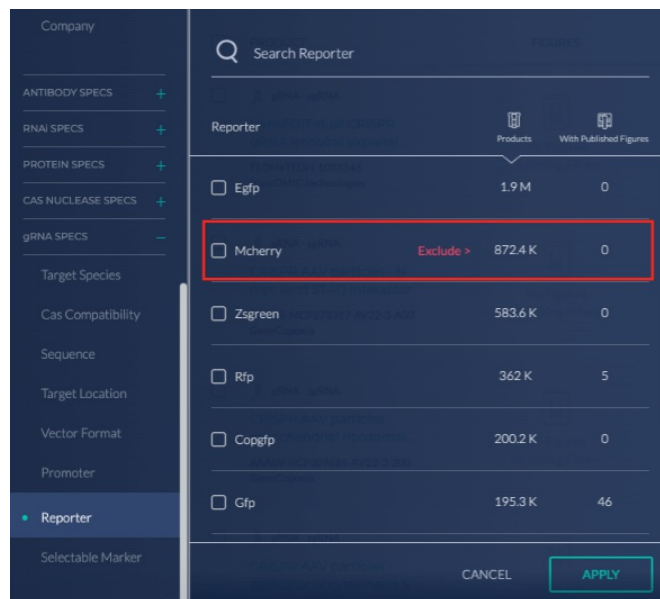 Company
ANTIBODY SPECS +
RNAi SPECS +
PROTEIN SPECS +
CAS NUCLEASE SPECS +
gRNA SPECS –
Target Species
Cas Compatibility
Sequence
Target Location
Vector Format
Promoter
Reporter
Selectable Marker
Search Reporter
Reporter Products With Published Figures
Egfp 1.9 M 0
Mcherry Exclude > 872.4 K 0
Zsgreen 583.6 K 0
Rfp 362 K 5
Copgfp 200.2 K 0
Gfp 195.3 K 46
CANCEL APPLY